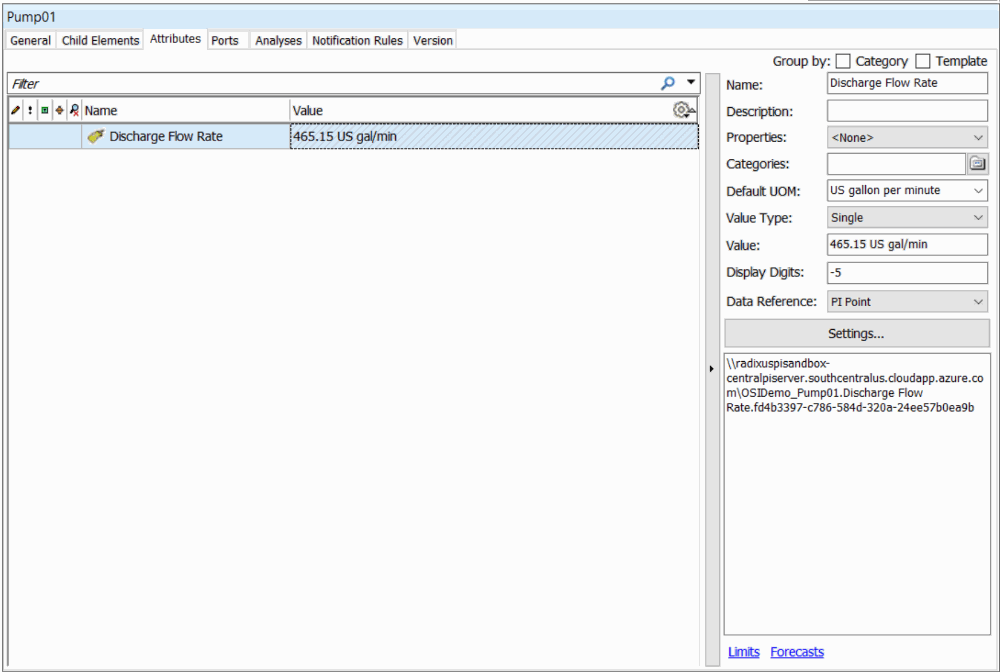 Pump01
General Child Elements Attributes Ports Analyses Notification Rules Version
Group by: Category Template
Filter
Name Value
Discharge Flow Rate 465.15 US gal/min
Name: Discharge Flow Rate
Description:
Properties: <None>
Categories:
Default UOM: US gallon per minute
Value Type: Single
Value: 465.15 US gal/min
Display Digits: -5
Data Reference: PI Point
Settings...
\\radixuspisandbox-
centralpiserver.southcentralus.cloudapp.azure.co
m\OSIDemo_Pump01.Discharge Flow
Rate.fd4b3397-c786-584d-320a-24ee57b0ea9b
Limits Forecasts